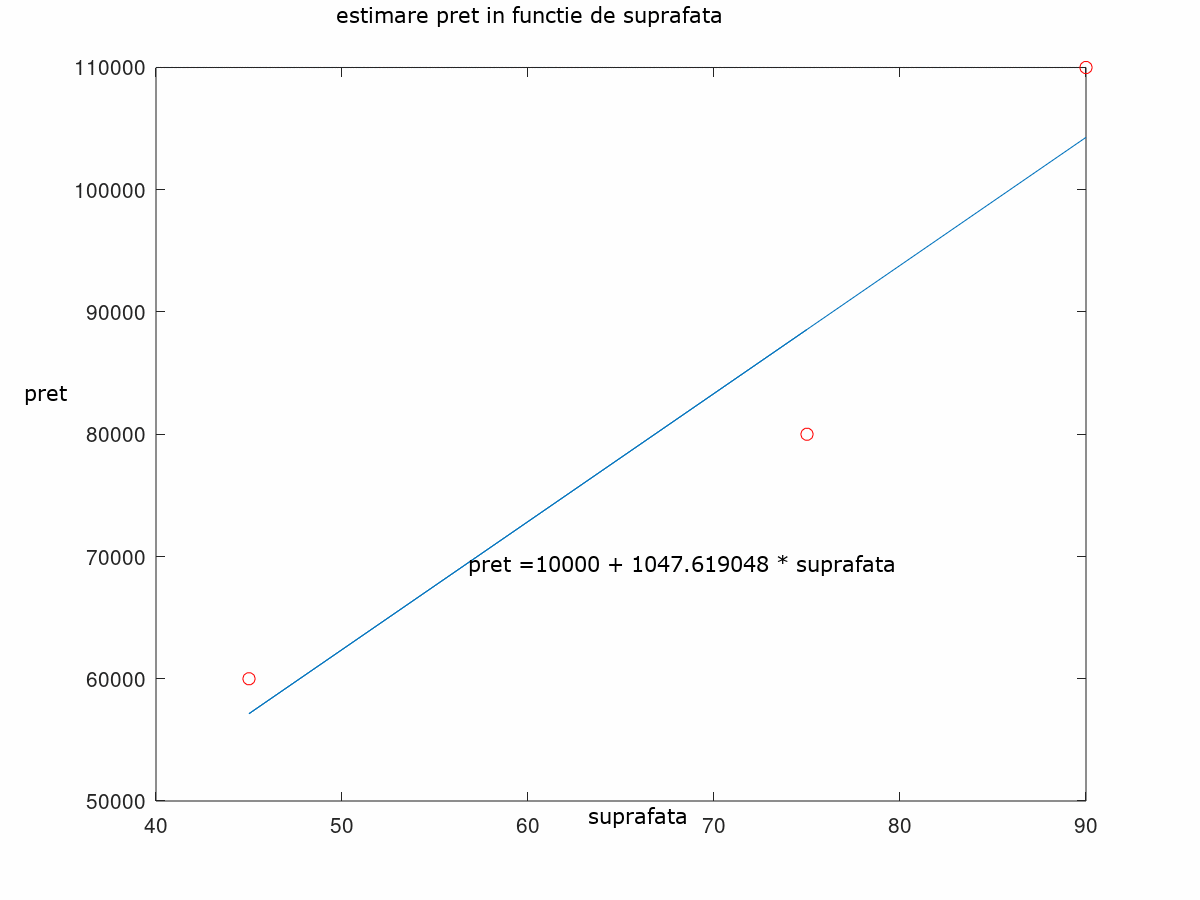 estimare pret in functie de suprafata
110000
100000
90000
pret
80000
70000
pret =10000 + 1047.619048 * suprafata
60000
50000
suprafata
40 50 60 70 80 90